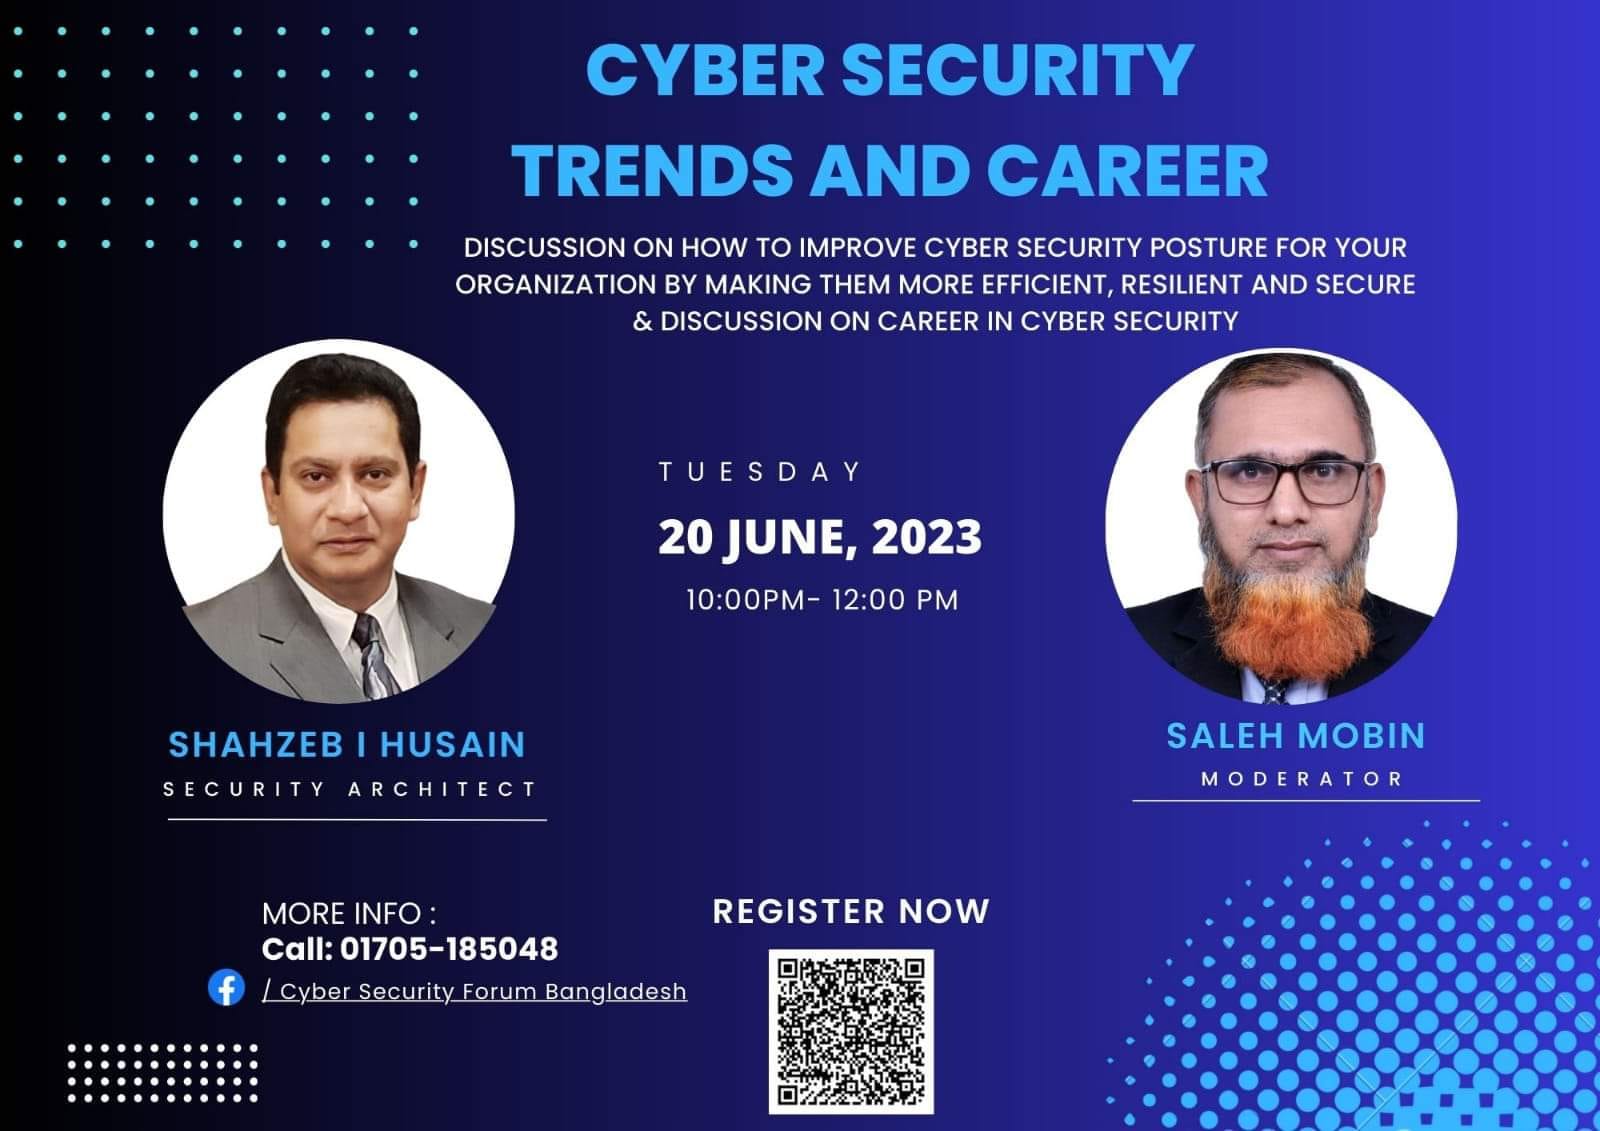 CYBER SECURITY
TRENDS AND CAREER
DISCUSSION ON HOW TO IMPROVE CYBER SECURITY POSTURE FOR YOUR
ORGANIZATION BY MAKING THEM MORE EFFICIENT, RESILIENT AND SECURE
& DISCUSSION ON CAREER IN CYBER SECURITY
TUESDAY
20 JUNE, 2023
10:00PM- 12:00 PM
SHAHZEB I HUSAIN
SECURITY ARCHITECT
SALEH MOBIN
MODERATOR
MORE INFO :
Call: 01705-185048
/ Cyber Security Forum Bangladesh
REGISTER NOW